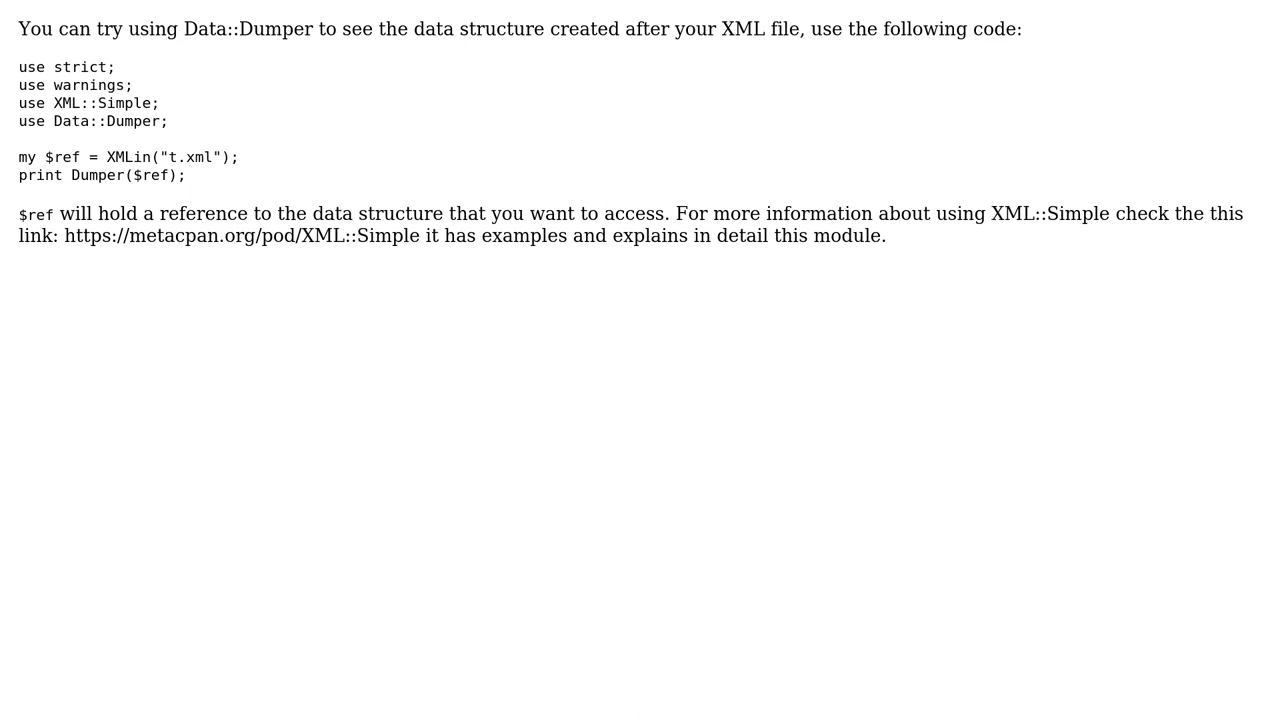 You can try using Data::Dumper to see the data structure created after your XML file, use the following code:
use strict;
use warnings;
use XML::Simple;
use Data::Dumper;
my $ref = XMLin("t.xml");
print Dumper($ref);
$ref will hold a reference to the data structure that you want to access. For more information about using XML::Simple check the this
link: https://metacpan.org/pod/XML::Simple it has examples and explains in detail this module.